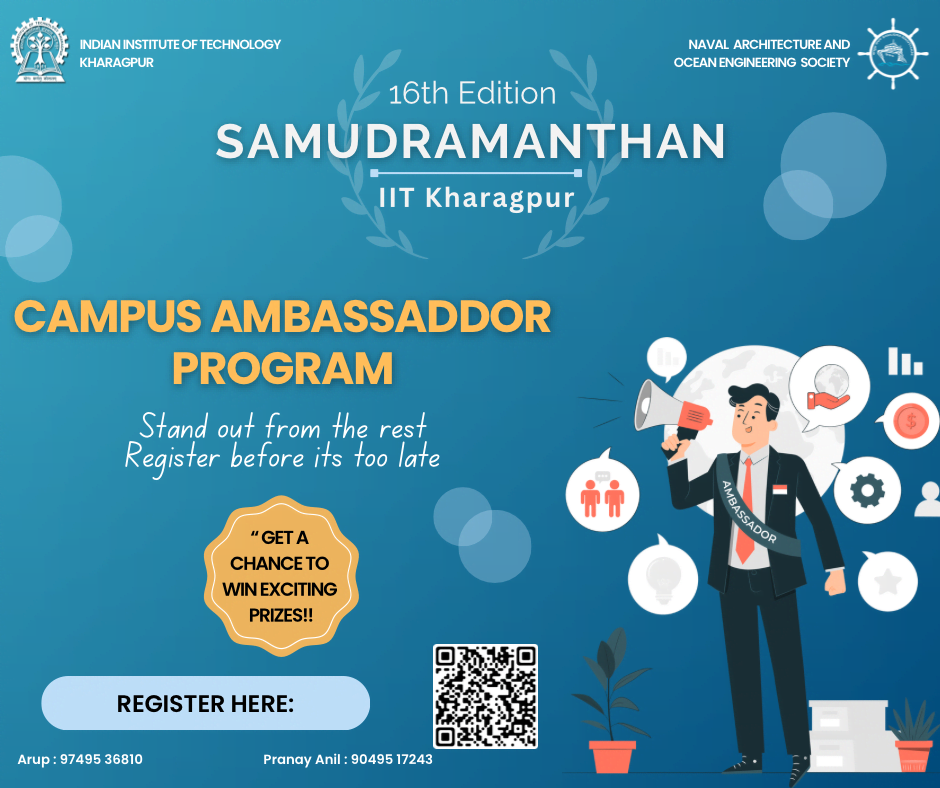 INDIAN INSTITUTE OF TECHNOLOGY
KHARAGPUR
NAVAL ARCHITECTURE AND
OCEAN ENGINEERING SOCIETY
16th Edition
SAMUDRAMANTHAN
IIT Kharagpur
CAMPUS AMBASSADDOR
PROGRAM
Stand out from the rest
Register before its too late
AMBASSADOR
“ GET A
CHANCE TO
WIN EXCITING
PRIZES!!
REGISTER HERE:
Arup : 97495 36810
Pranay Anil : 90495 17243